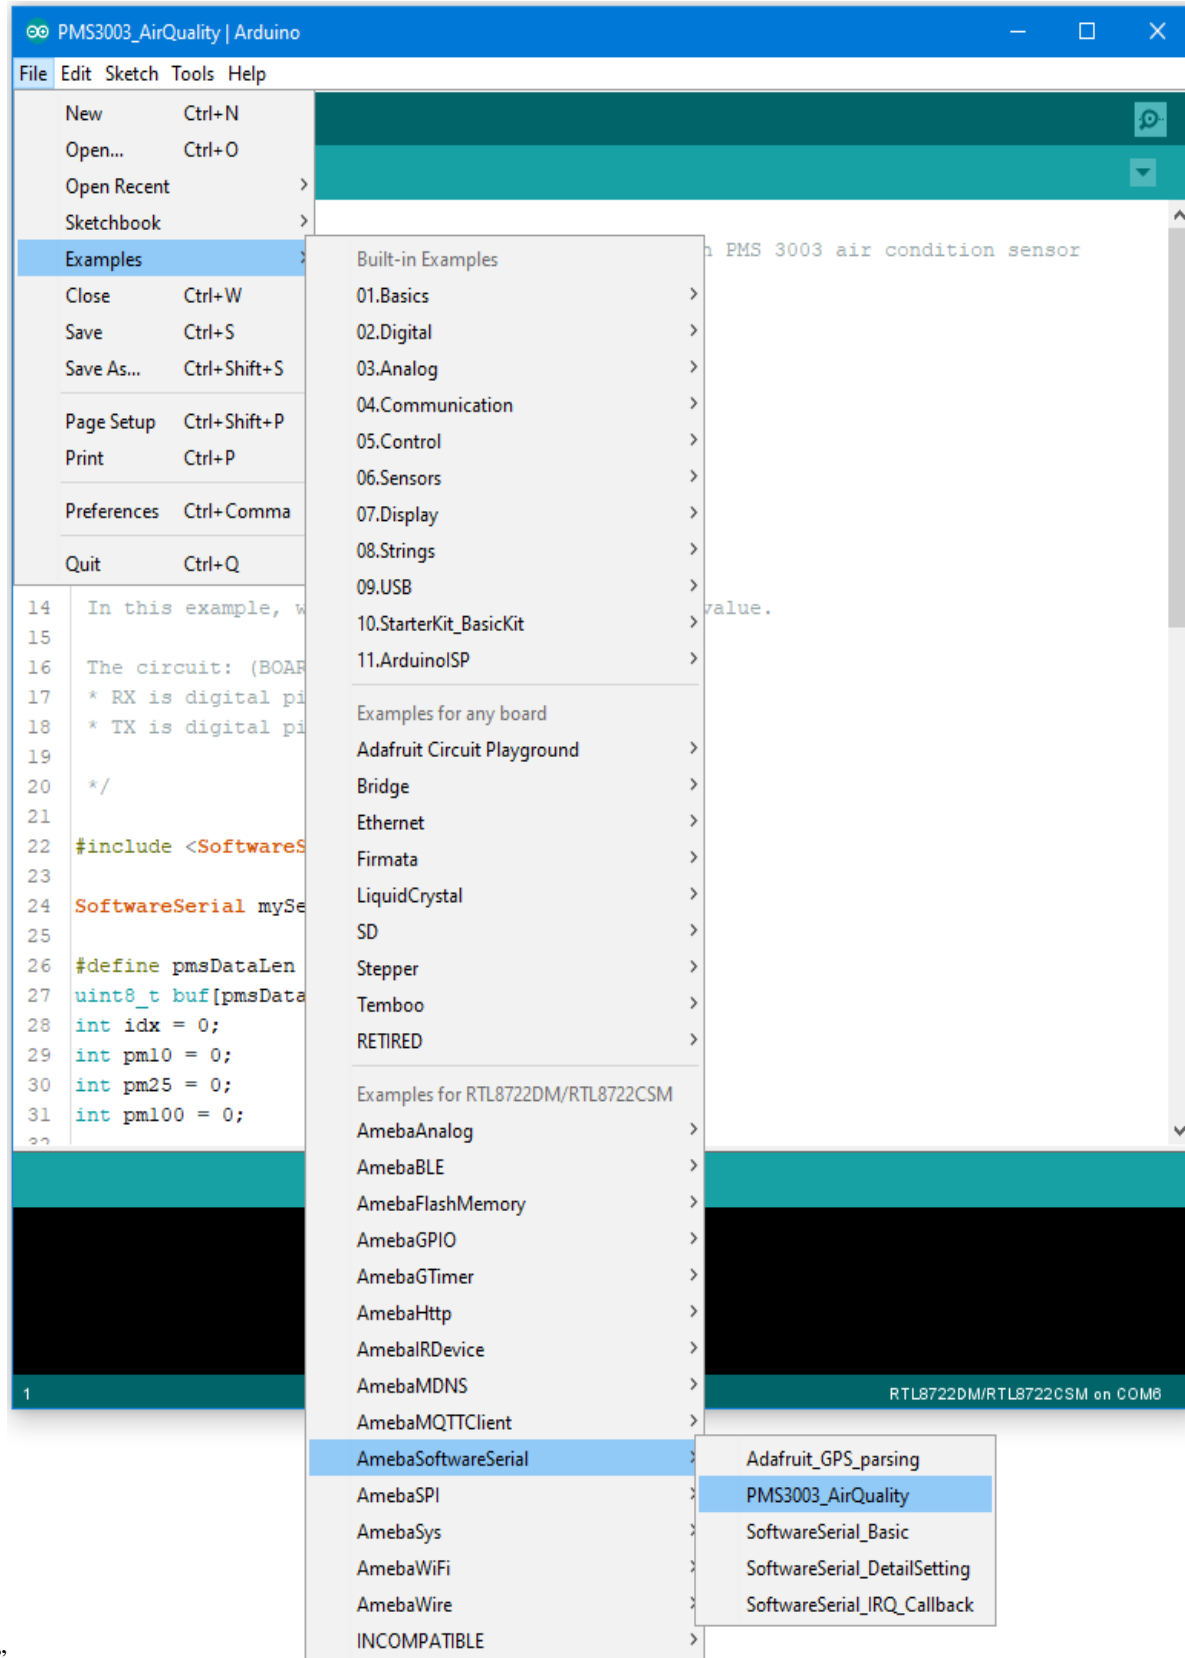 PMS3003_AirQuality | Arduino
File Edit Sketch Tools Help
New Ctrl+N
Open... Ctrl+O
Open Recent
Sketchbook
Examples
Close Ctrl+W
Save Ctrl+S
Save As... Ctrl+Shift+S
Page Setup Ctrl+Shift+P
Print Ctrl+P
Preferences Ctrl+Comma
Quit Ctrl+Q
Built-in Examples
01.Basics
02.Digital
03.Analog
04.Communication
05.Control
06.Sensors
07.Display
08.Strings
09.USB
10.StarterKit_BasicKit
11.ArduinoISP
Examples for any board
Adafruit Circuit Playground
Bridge
Ethernet
Firmata
LiquidCrystal
SD
Stepper
Temboo
RETIRED
Examples for RTL8722DM/RTL8722CSM
AmebaAnalog
AmebaBLE
AmebaFlashMemory
AmebaGPIO
AmebaGTimer
AmebaHttp
AmebaIRDevice
AmebaMDNS
AmebaMQTTClient
AmebaSoftwareSerial
AmebaSPI
AmebaSys
AmebaWiFi
AmebaWire
INCOMPATIBLE
Adafruit_GPS_parsing
PMS3003_AirQuality
SoftwareSerial_Basic
SoftwareSerial_DetailSetting
SoftwareSerial_IRQ_Callback
PMS 3003 air condition sensor
14 In this example, value.
15
16 The circuit: (BOAR
17 * RX is digital pi
18 * TX is digital pi
19
20 */
21
22 #include <SoftwareS
23
24 SoftwareSerial mySe
25
26 #define pmsDataLen
27 uint8_t buf[pmsData
28 int idx = 0;
29 int pm10 = 0;
30 int pm25 = 0;
31 int pm100 = 0;
1
RTL8722DM/RTL8722CSM on COM6
”